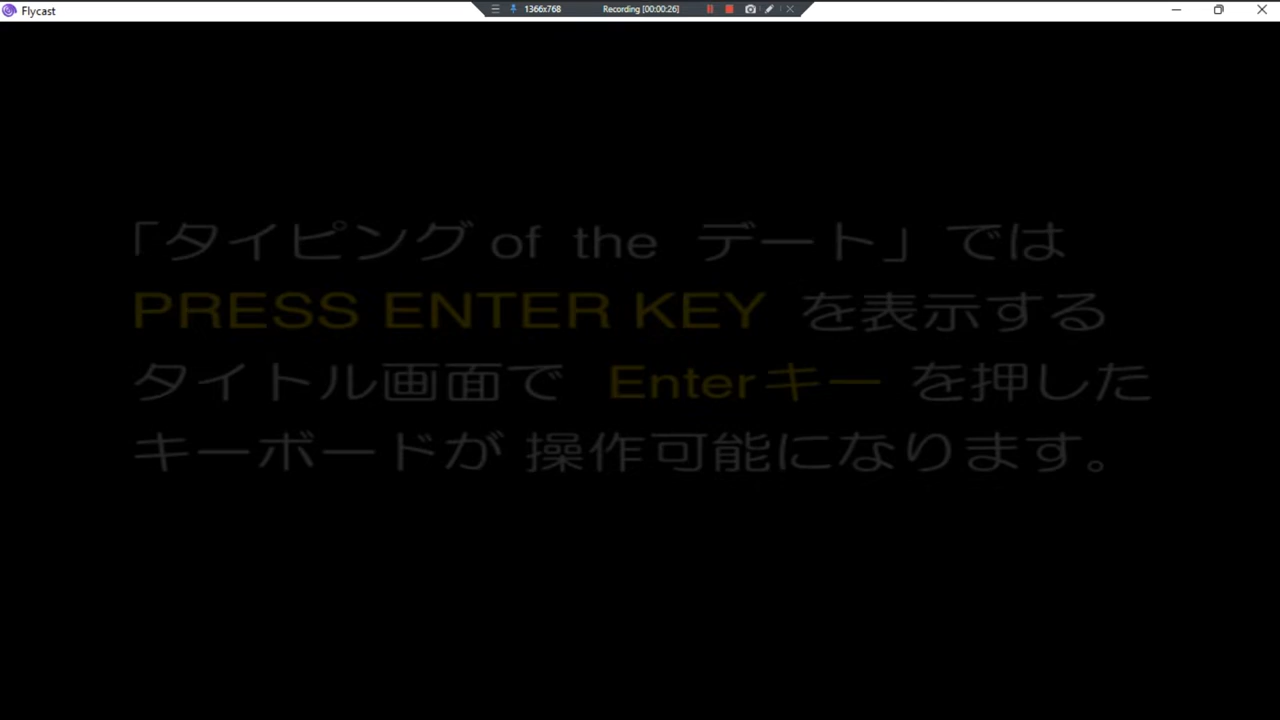 Flycast
1366x768
Recording [00:00:26]
「タイピング of the デート」では
PRESS ENTER KEY を表示する
タイトル画面で Enterキー を押した
キーボードが 操作可能になります。